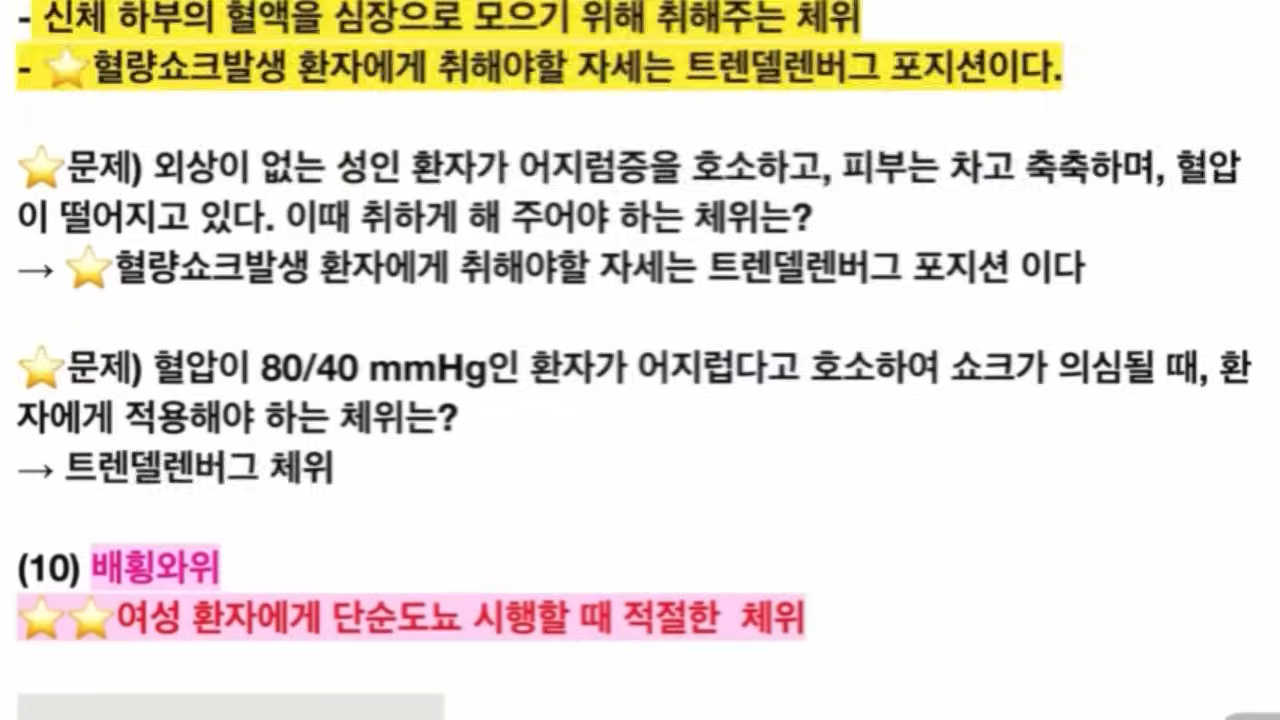 - 신체 하부의 혈액을 심장으로 모으기 위해 취해주는 체위
- ⭐혈량쇼크발생 환자에게 취해야할 자세는 트렌델렌버그 포지션이다.
⭐문제) 외상이 없는 성인 환자가 어지럼증을 호소하고, 피부는 차고 축축하며, 혈압
이 떨어지고 있다. 이때 취하게 해 주어야 하는 체위는?
→ ⭐혈량쇼크발생 환자에게 취해야할 자세는 트렌델렌버그 포지션 이다
⭐문제) 혈압이 80/40 mmHg인 환자가 어지럽다고 호소하여 쇼크가 의심될 때, 환
자에게 적용해야 하는 체위는?
→ 트렌델렌버그 체위
(10) 배횡와위
⭐⭐여성 환자에게 단순도뇨 시행할 때 적절한 체위